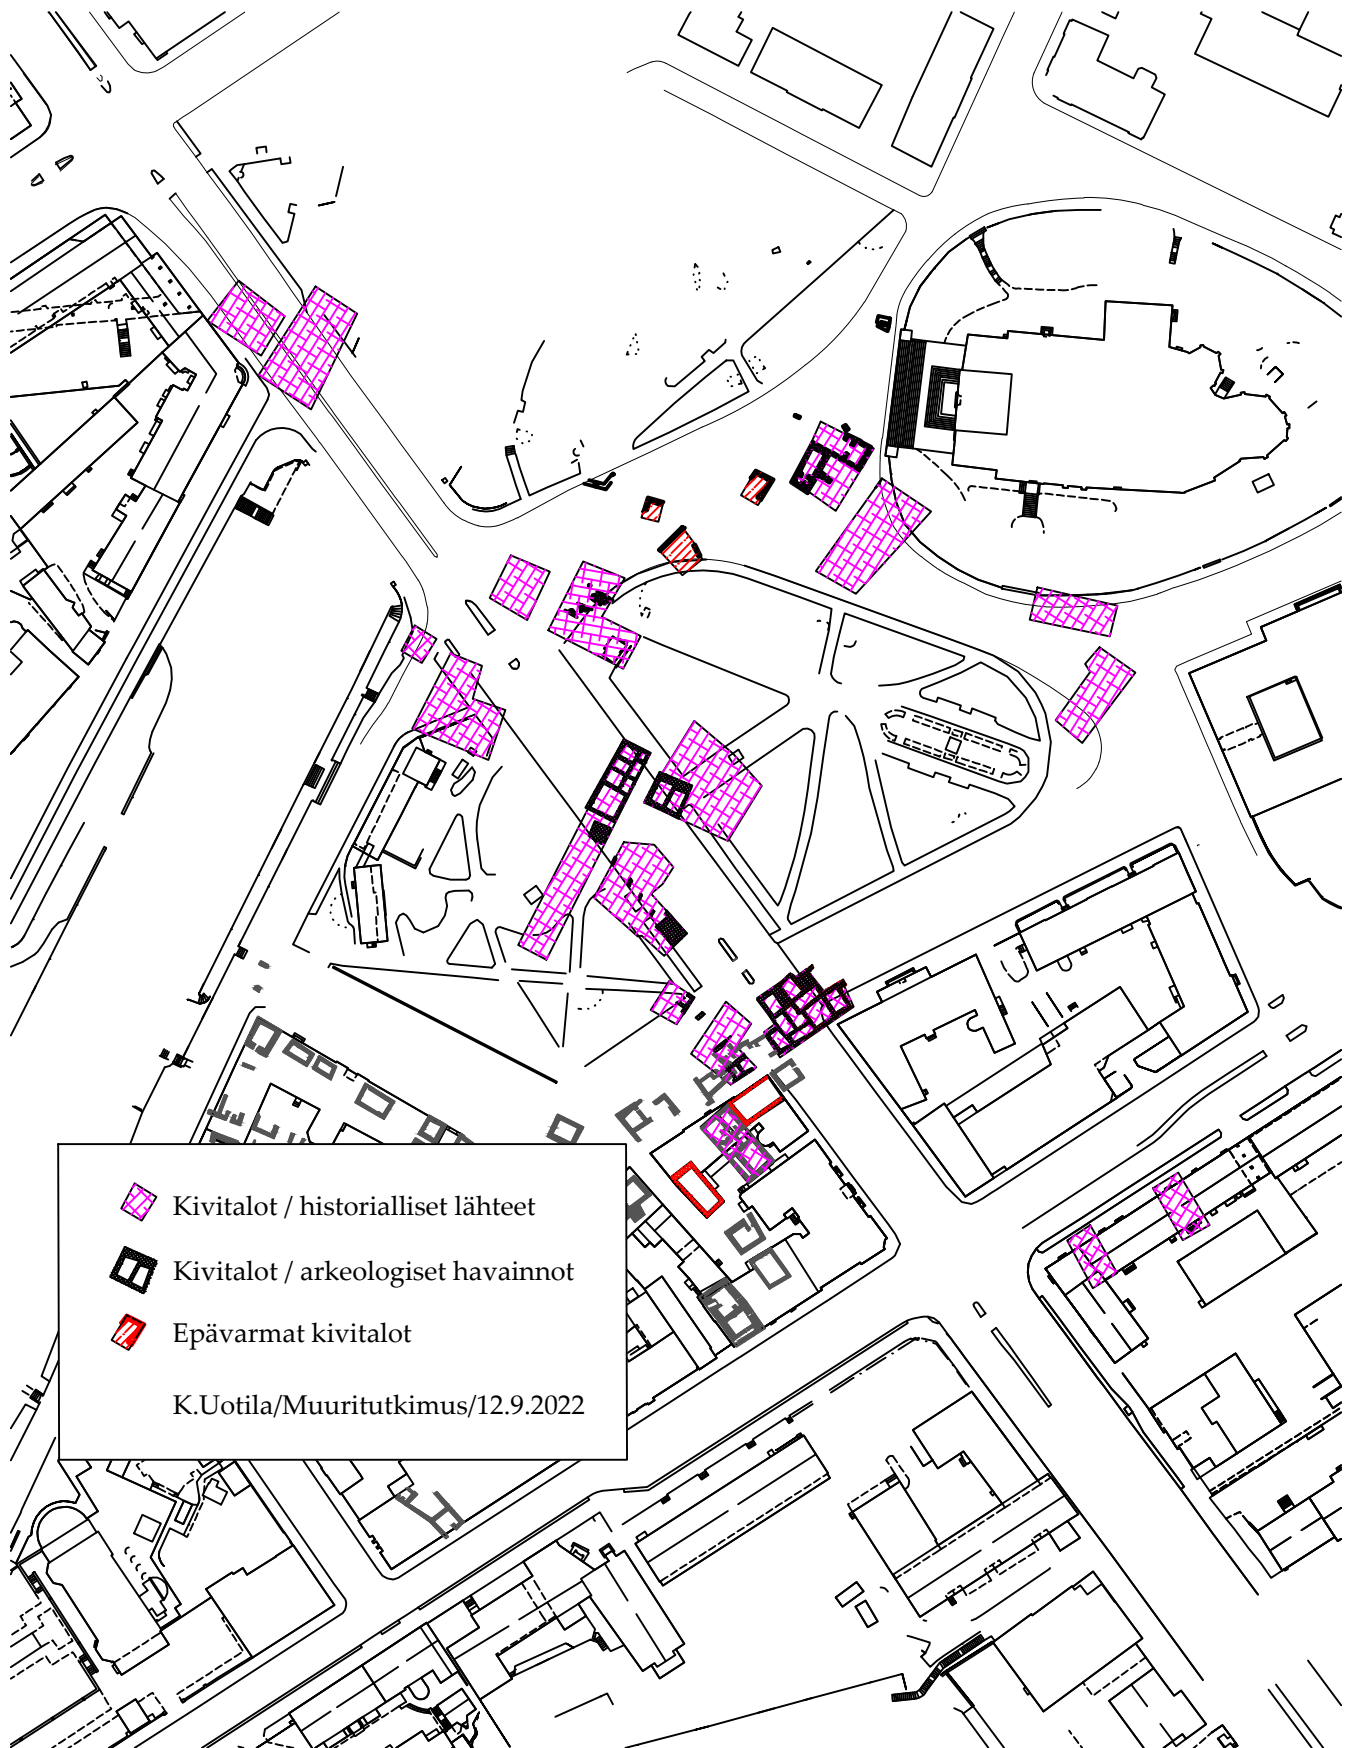 Kivitalot / historialliset lähteet
Kivitalot / arkeologiset havainnot
Epävarmat kivitalot
K.Uotila/Muuritutkimus/12.9.2022